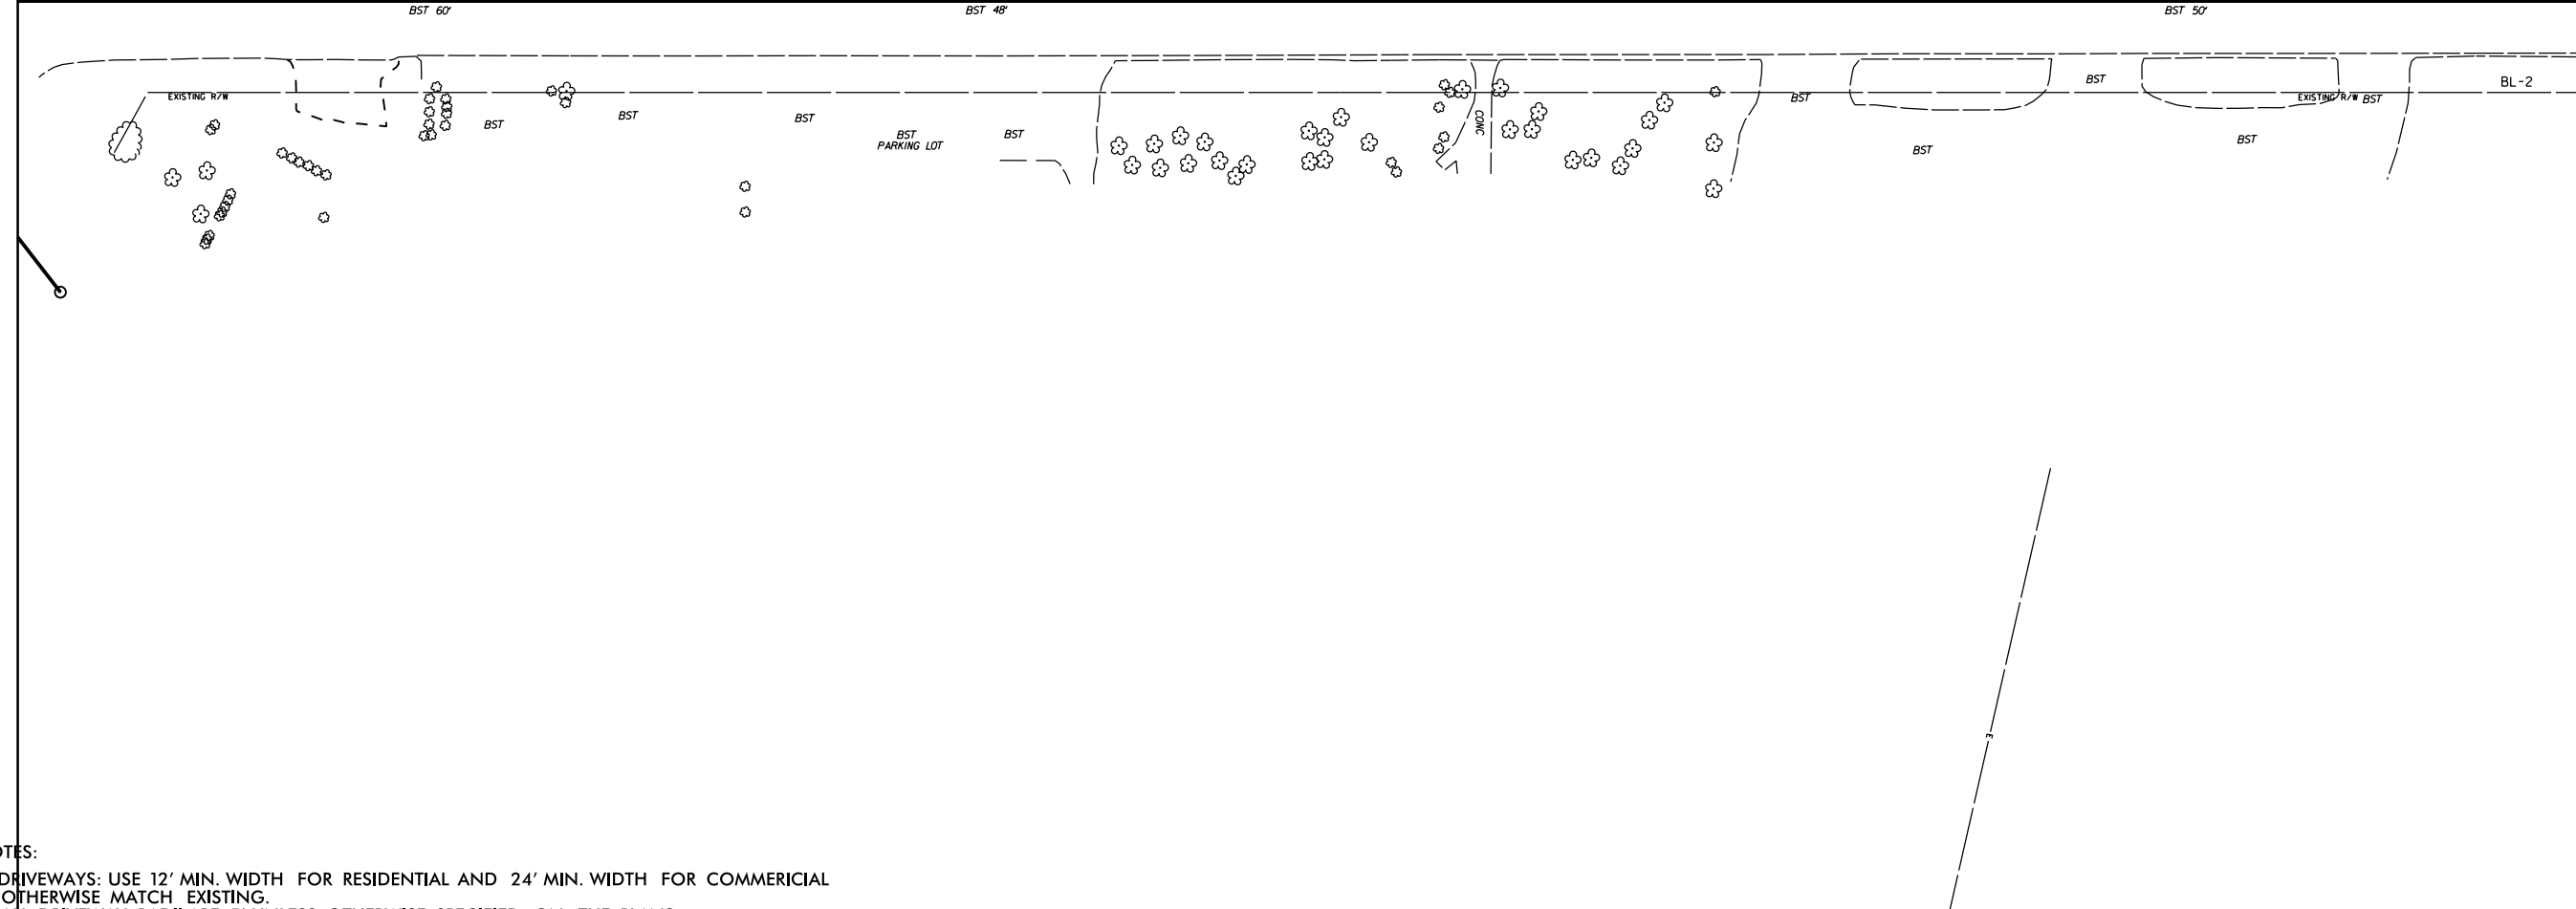 BST 60' BST 48' BST 50'
BST BL-2
EXISTING R/W BST EXISTING R/W BST
BST BST BST CONC
BST BST BST
PARKING LOT BST
E
OTES:
DRIVEWAYS: USE 12' MIN. WIDTH FOR RESIDENTIAL AND 24' MIN. WIDTH FOR COMMERICIAL
OTHERWISE MATCH EXISTING.